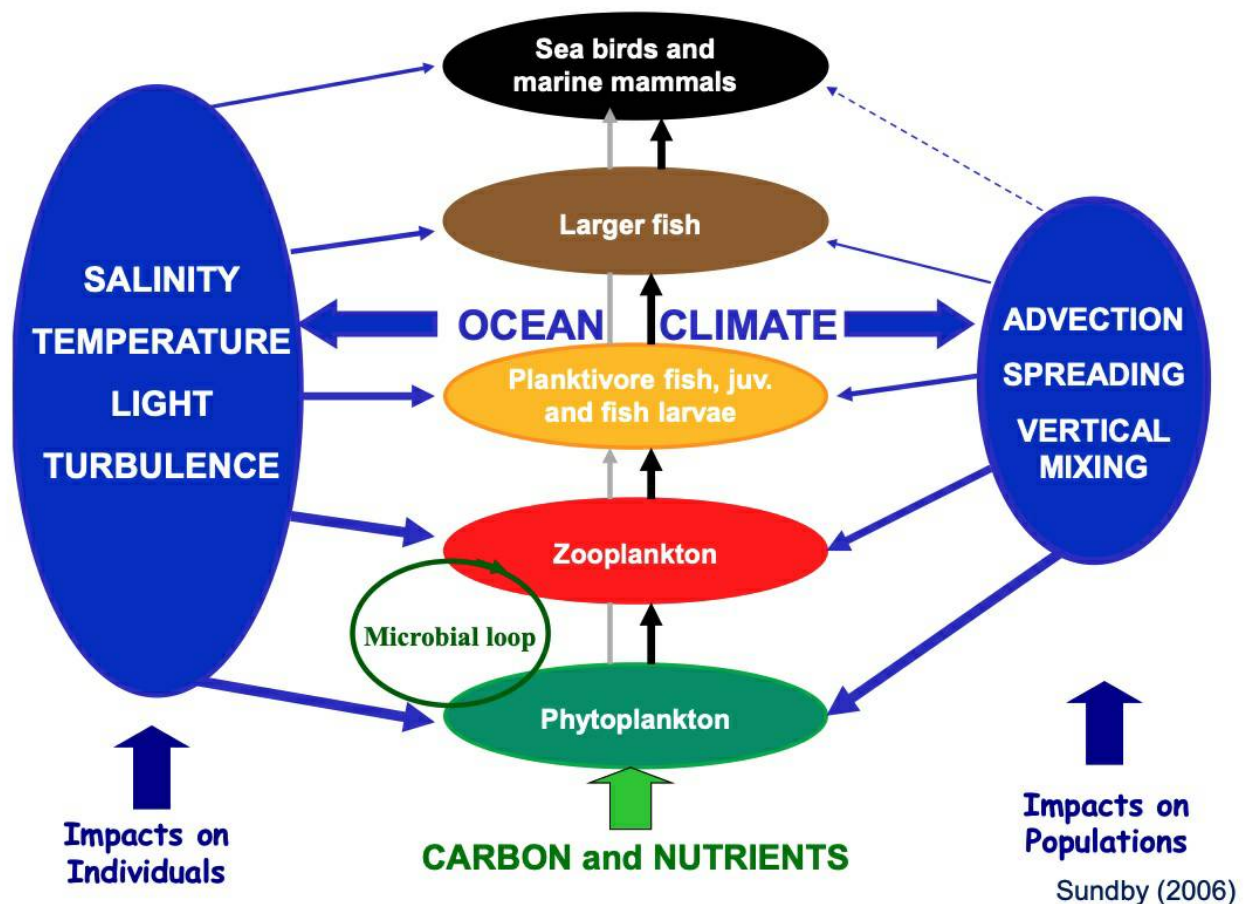 Sea birds and
marine mammals
Larger fish
SALINITY
TEMPERATURE
LIGHT
TURBULENCE
OCEAN CLIMATE
ADVECTION
SPREADING
VERTICAL
MIXING
Planktivore fish, juv.
and fish larvae
Zooplankton
Microbial loop
Phytoplankton
Impacts on
Individuals
CARBON and NUTRIENTS
Impacts on
Populations
Sundby (2006)